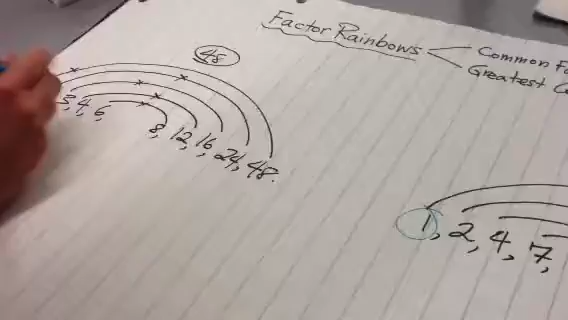 Factor Rainbows
Common
Greatest
48
3, 4, 6,
8, 12, 16, 24, 48.
1, 2, 4, 7,